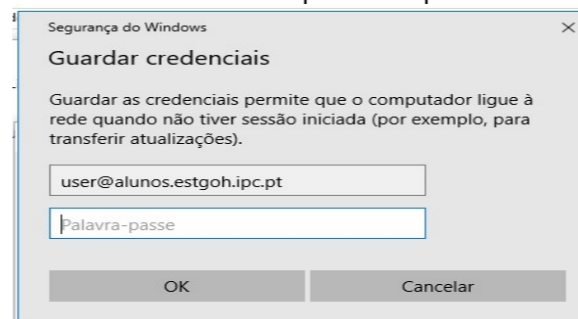 Segurança do Windows
Guardar credenciais
Guardar as credenciais permite que o computador ligue à
rede quando não tiver sessão iniciada (por exemplo, para
transferir atualizações).
user@alunos.estgoh.ipc.pt
Palavra-passe
OK
Cancelar